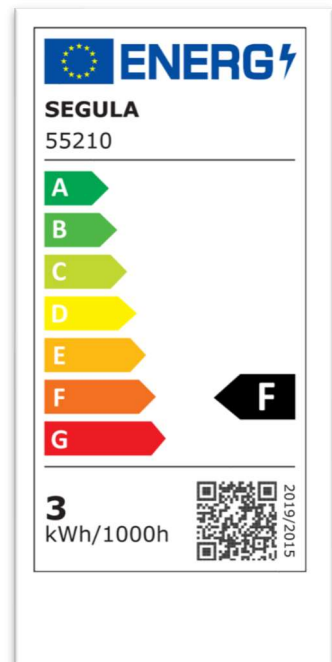 ENERG
SEGULA
55210
A
B
C
D
E
F
F
G
3
kWh/1000h
2019/2015